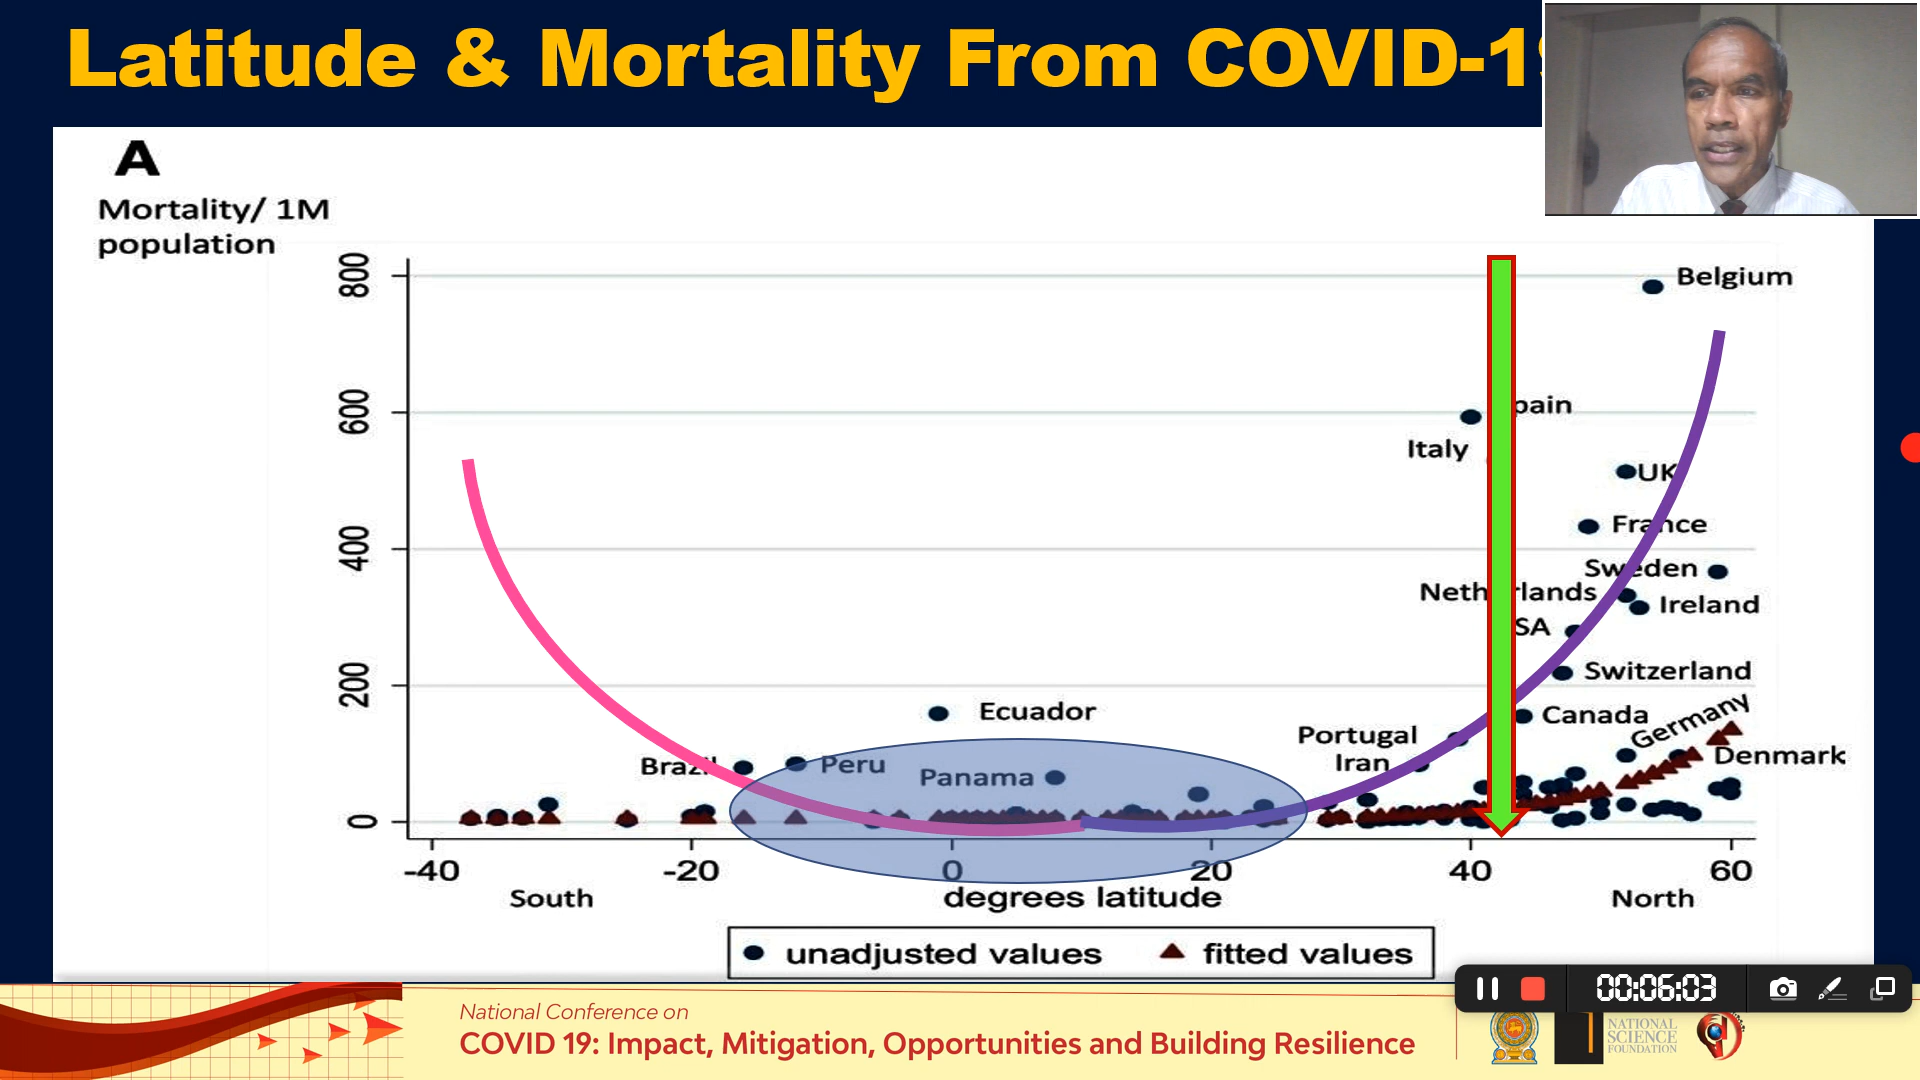 Latitude & Mortality From COVID-19
A
Mortality/ 1M
population
800
600
400
200
0
Belgium
pain
Italy
UK
France
Sweden
Netherlands
Ireland
SA
Switzerland
Ecuador
Canada
Germany
Portugal
Iran
Denmark
Brazil
Peru
Panama
-40 -20 0 20 40 60
South degrees latitude North
unadjusted values fitted values
00:06:03
National Conference on
COVID 19: Impact, Mitigation, Opportunities and Building Resilience
NATIONAL
SCIENCE
FOUNDATION